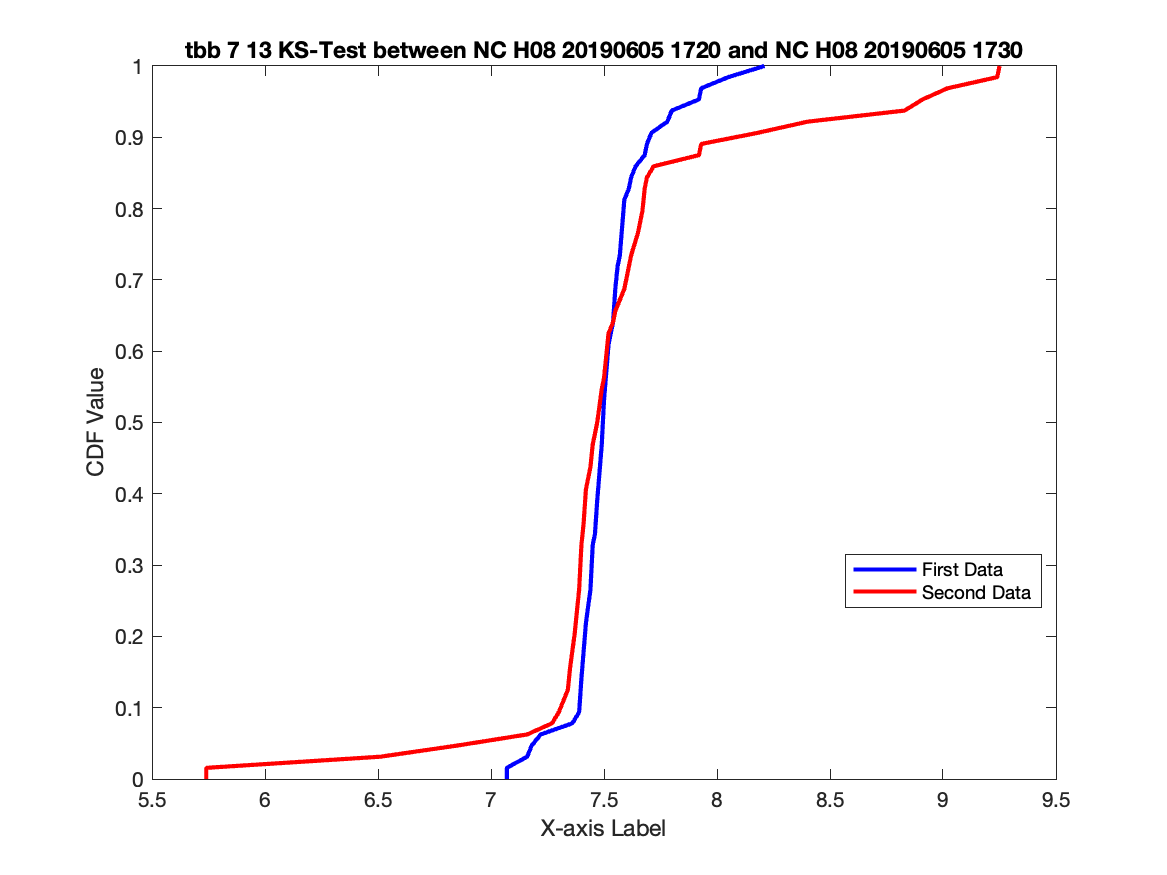 tbb 7 13 KS-Test between NC H08 20190605 1720 and NC H08 20190605 1730
1
0.9
0.8
0.7
0.6
0.5
0.4
0.3
0.2
0.1
0
CDF Value
First Data
Second Data
5.5 6 6.5 7 7.5 8 8.5 9 9.5
X-axis Label